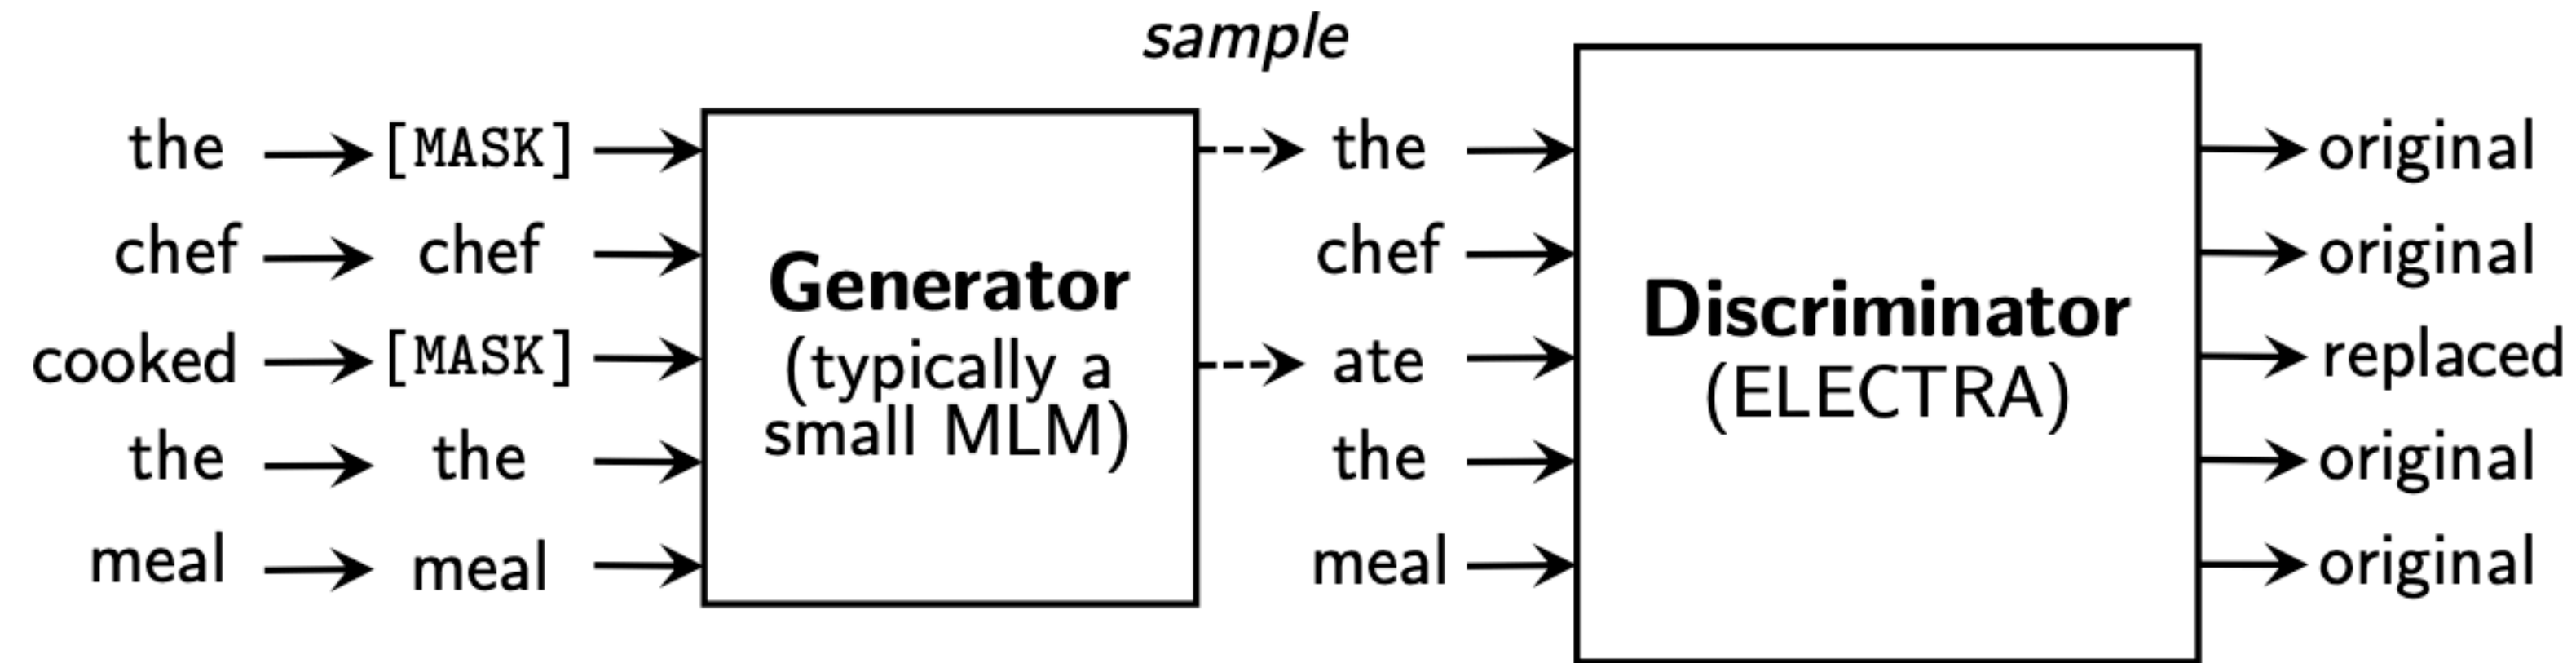 sample
the [MASK] the original
chef chef chef original
cooked [MASK] ate replaced
the the the original
meal meal meal original
Generator
(typically a
small MLM)
Discriminator
(ELECTRA)